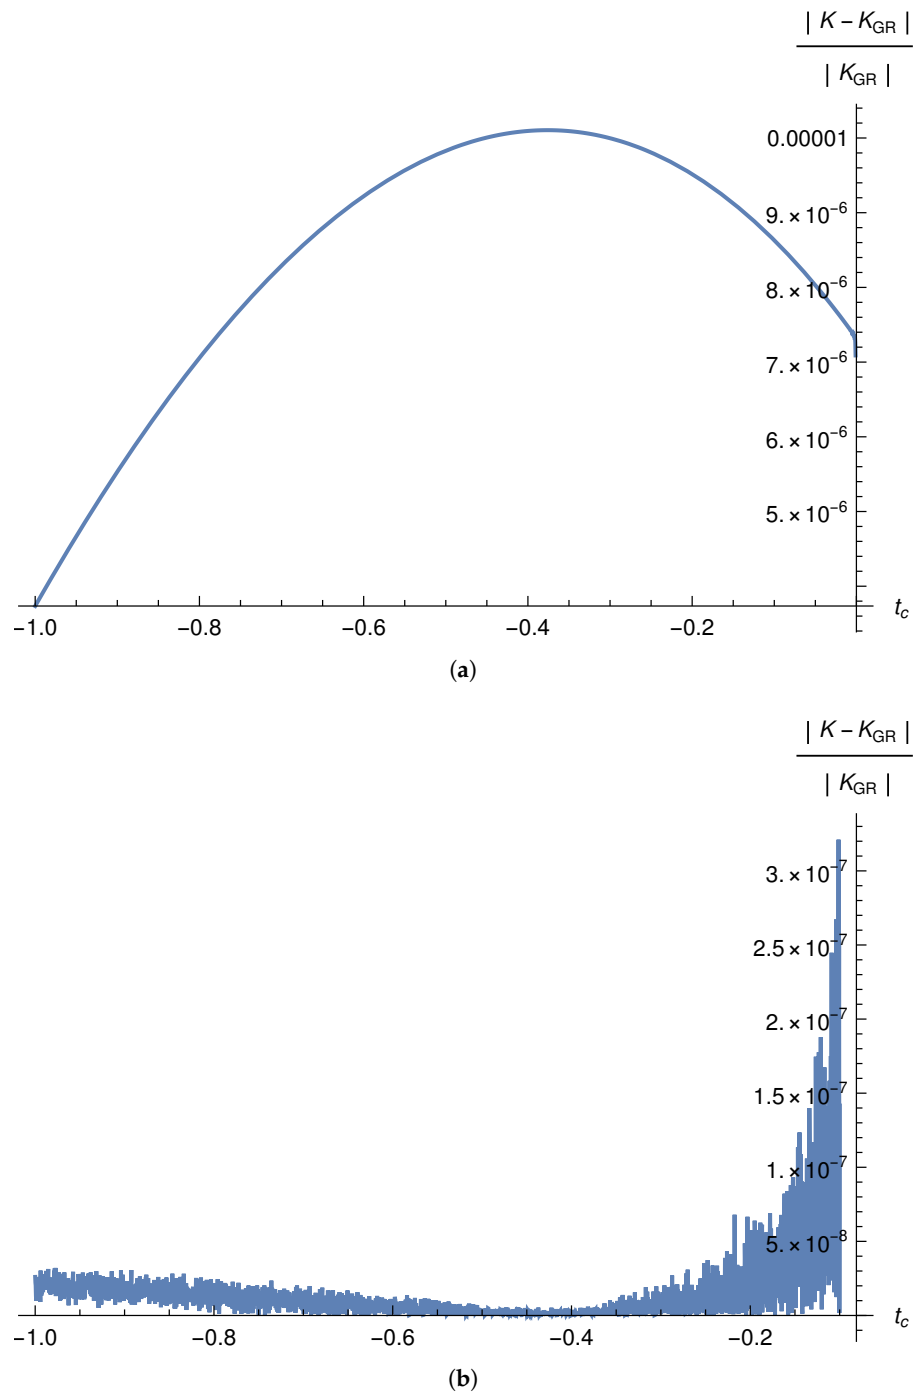 | K − K_GR |
| K_GR |
0.00001
9.×10⁻⁶
8.×10⁻⁶
7.×10⁻⁶
6.×10⁻⁶
5.×10⁻⁶
−1.0 −0.8 −0.6 −0.4 −0.2 t_c
(a)
| K − K_GR |
| K_GR |
3.×10⁻⁷
2.5×10⁻⁷
2.×10⁻⁷
1.5×10⁻⁷
1.×10⁻⁷
5.×10⁻⁸
−1.0 −0.8 −0.6 −0.4 −0.2 t_c
(b)